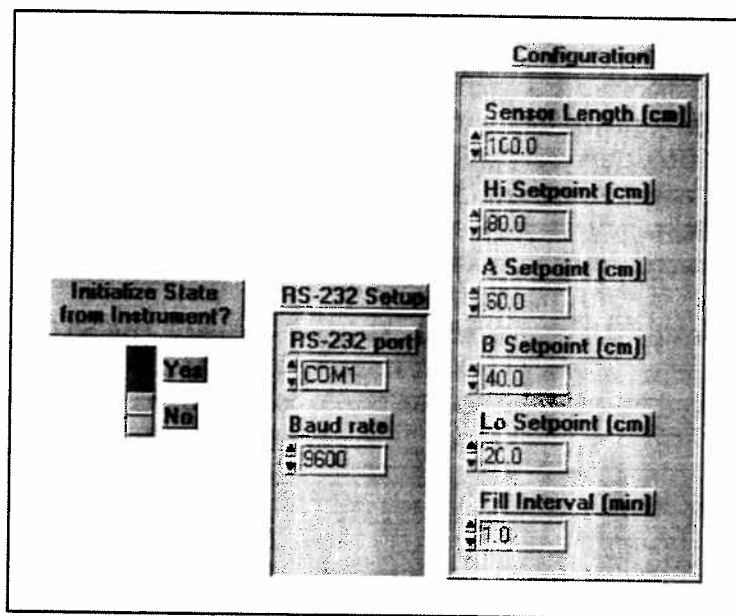 Configuration
Sensor Length (cm)
100.0
Hi Setpoint (cm)
80.0
A Setpoint (cm)
60.0
B Setpoint (cm)
40.0
Lo Setpoint (cm)
20.0
Fill Interval (min)
1.0
Initialize State
from Instrument?
Yes
No
RS-232 Setup
RS-232 port
COM1
Baud rate
9600